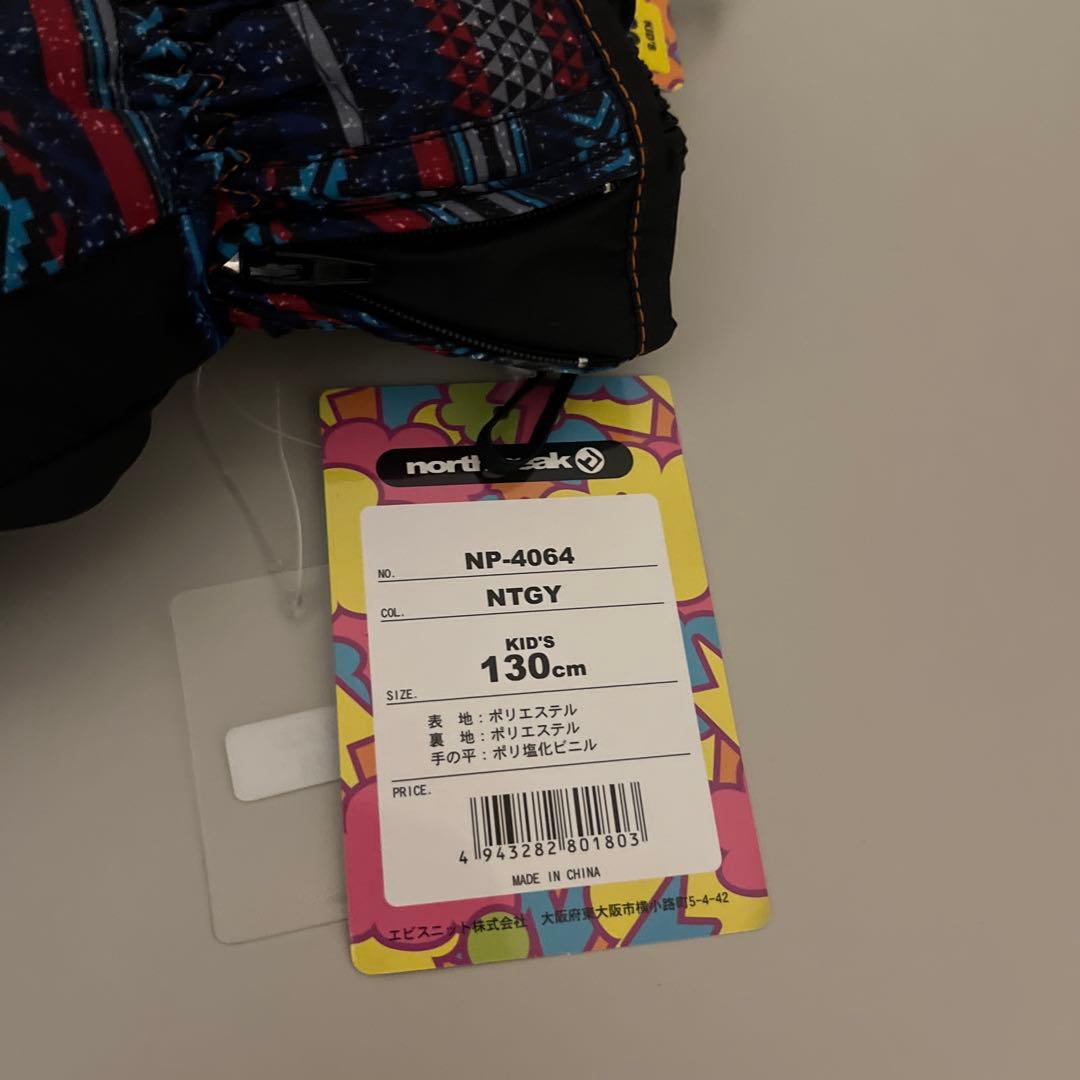 KID'S
north peak
NO. NP-4064
COL. NTGY
KID'S
SIZE. 130cm
表 地：ポリエステル
裏 地：ポリエステル
手の平：ポリ塩化ビニル
PRICE.
4 943282 801803
MADE IN CHINA
エビスニット株式会社 大阪府東大阪市横小路町5-4-42